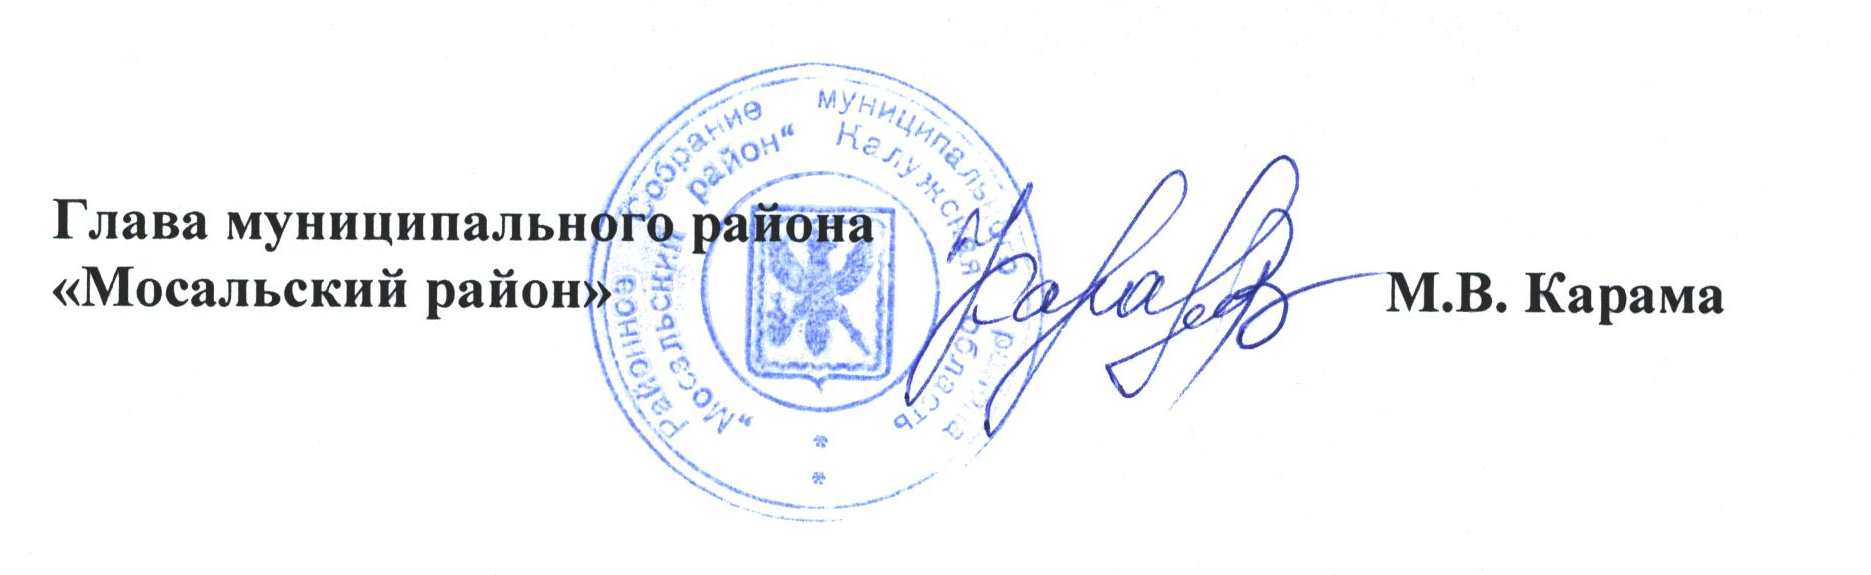 Глава муниципального района
«Мосальский район» М.В. Карама
Районное Собрание муниципального района
„Мосальский район“ Калужская область
* *